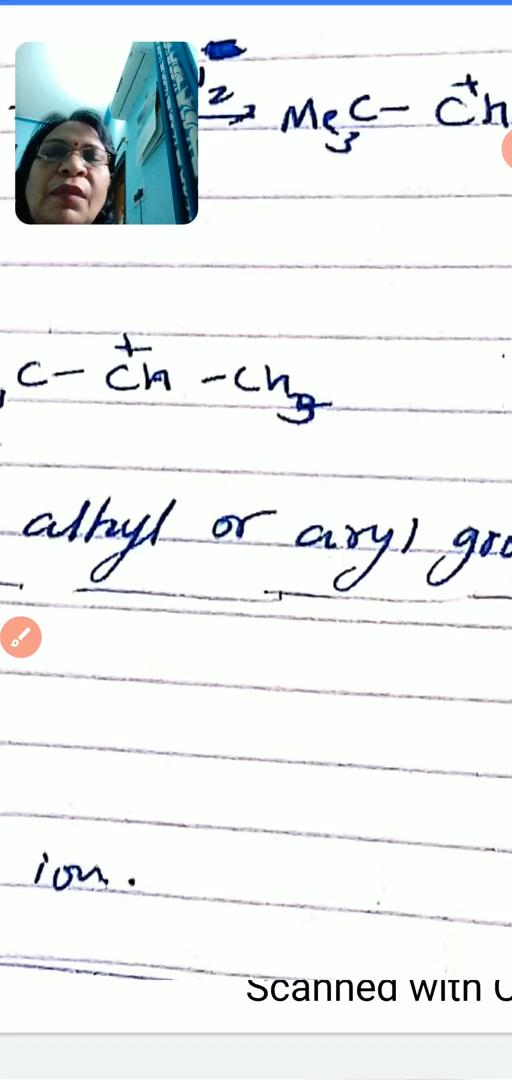 2
→ Me3C – C⁺h
C – C⁺h – CH3
alkyl or aryl gro
ion.
Scanned with C